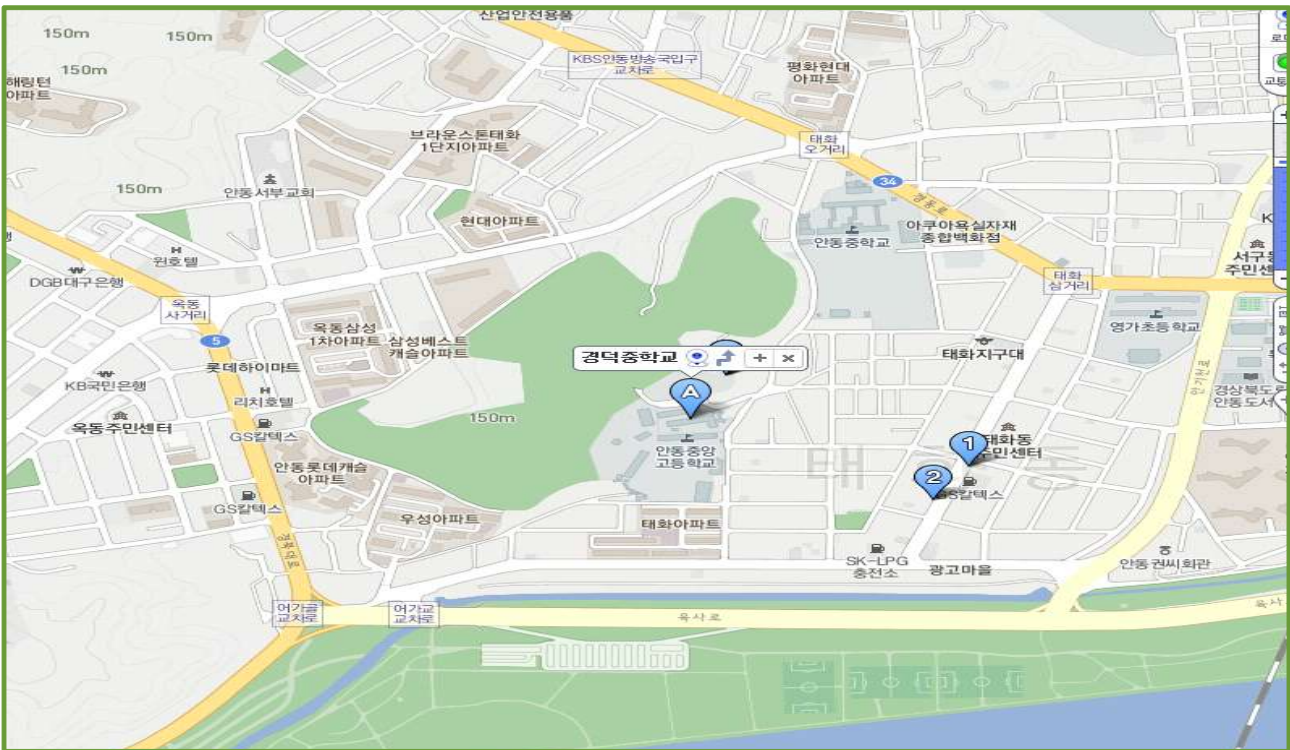 산업안전용품
150m
150m
KBS안동방송국입구
교차로
평화현대
아파트
150m
해링턴
아파트
브라운스톤태화
1단지아파트
태화
오거리
150m
안동서부교회
34
경동로
현대아파트
아쿠아욕실자재
종합백화점
안동중학교
H
윈호텔
서구동
주민센
₩
DGB대구은행
태화
삼거리
옥동
사거리
영가초등학교
5
옥동삼성
1차아파트
삼성베스트
캐슬아파트
경덕중학교
태화지구대
롯데하이마트
₩
KB국민은행
H
리치호텔
A
경상북도
안동도서
옥동주민센터
GS칼텍스
150m
안동중앙
고등학교
1
태화동
주민센터
2
GS칼텍스
안동롯데캐슬
아파트
GS칼텍스
우성아파트
태화아파트
경북대로
SK-LPG
충전소
광고마을
안동권씨회관
어가골
교차로
어가교
교차로
육사로
육사